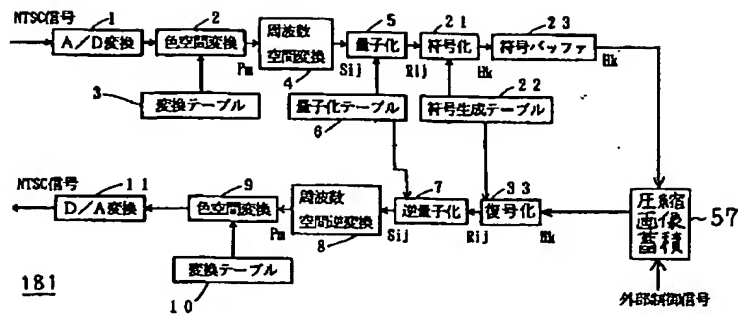 NTSC信号
1
A/D変換
2
色空間変換
Pm
周波数
空間変換
4
Sij
5
量子化
Rij
21
符号化
Hk
23
符号バッファ
Hk
3
変換テーブル
量子化テーブル
6
22
符号生成テーブル
NTSC信号
11
D/A変換
9
色空間変換
Pm
周波数
空間逆変換
8
Sij
7
逆量子化
Rij
33
復号化
Hk
圧縮
画像
蓄積
57
変換テーブル
10
181
外部制御信号